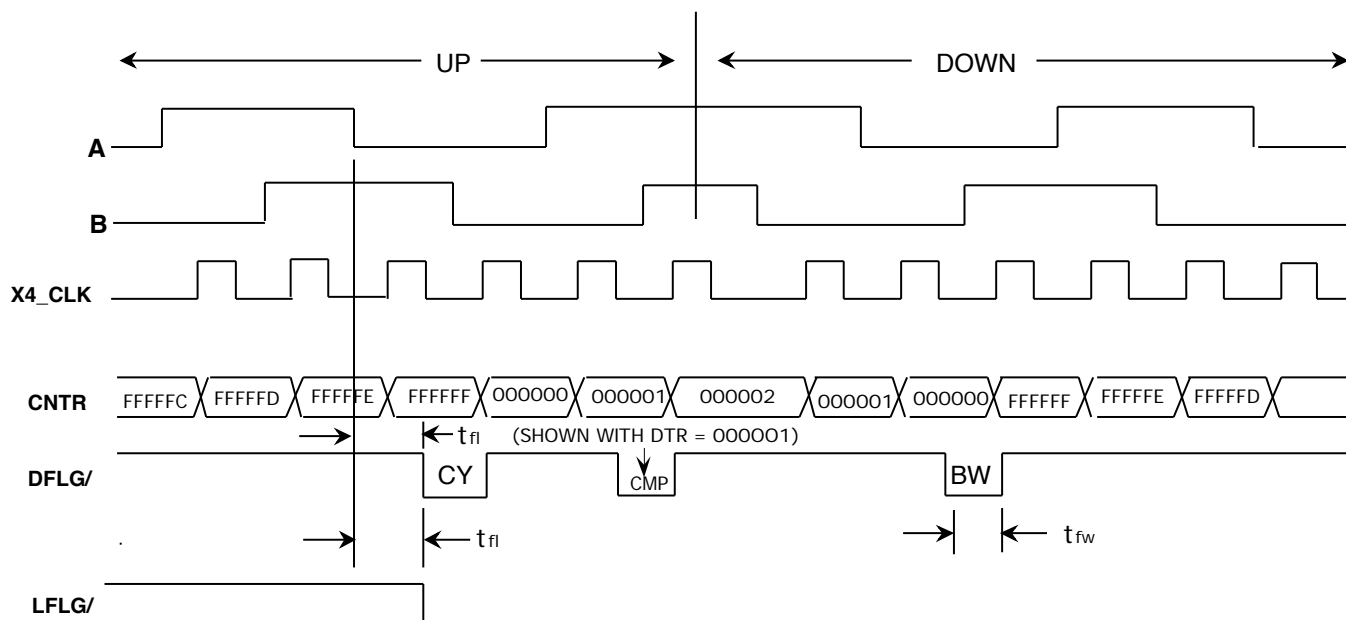 UP DOWN
A
B
X4_CLK
CNTR FFFFFC FFFFFD FFFFFE FFFFFF 000000 000001 000002 000001 000000 FFFFFF FFFFFE FFFFFD
tfl (SHOWN WITH DTR = 000001)
DFLG/ CY CMP BW
. tfl tfw
LFLG/